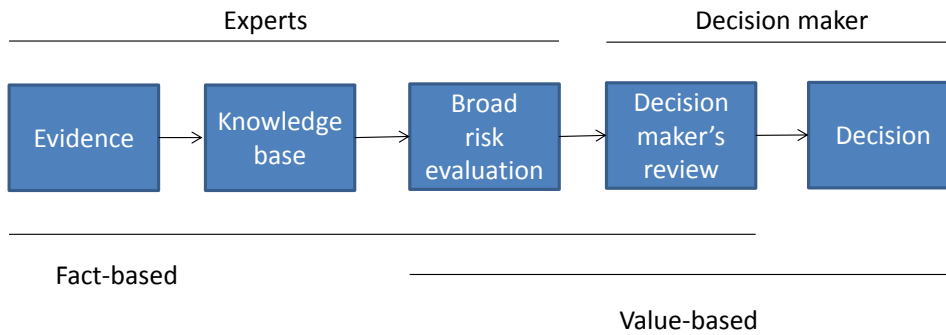 Experts
Decision maker
Evidence
Knowledge
base
Broad
risk
evaluation
Decision
maker’s
review
Decision
Fact-based
Value-based